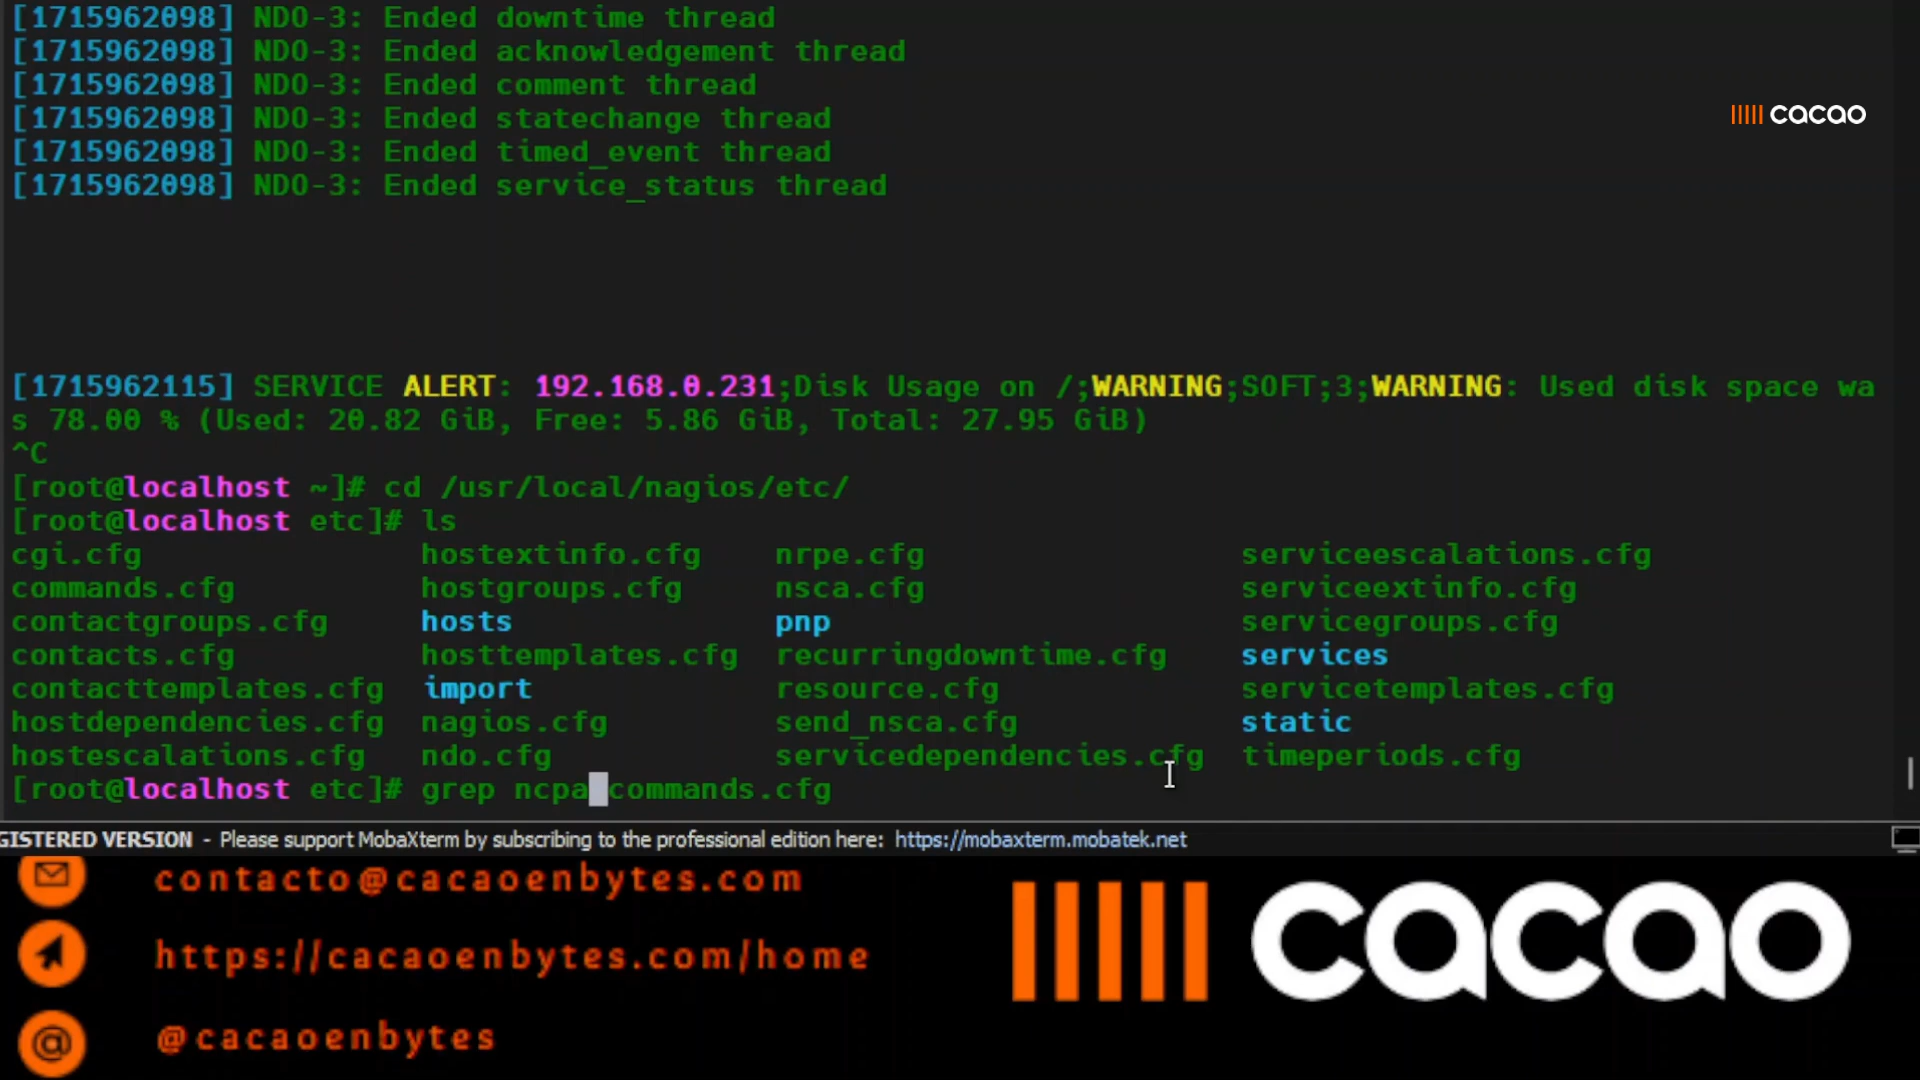 [1715962098] NDO-3: Ended downtime thread
[1715962098] NDO-3: Ended acknowledgement thread
[1715962098] NDO-3: Ended comment thread
[1715962098] NDO-3: Ended statechange thread
[1715962098] NDO-3: Ended timed_event thread
[1715962098] NDO-3: Ended service_status thread
cacao
[1715962115] SERVICE ALERT: 192.168.0.231;Disk Usage on /;WARNING;SOFT;3;WARNING: Used disk space wa
s 78.00 % (Used: 20.82 GiB, Free: 5.86 GiB, Total: 27.95 GiB)
^C
[root@localhost ~]# cd /usr/local/nagios/etc/
[root@localhost etc]# ls
cgi.cfg hostextinfo.cfg nrpe.cfg serviceescalations.cfg
commands.cfg hostgroups.cfg nsca.cfg serviceextinfo.cfg
contactgroups.cfg hosts pnp servicegroups.cfg
contacts.cfg hosttemplates.cfg recurringdowntime.cfg services
contacttemplates.cfg import resource.cfg servicetemplates.cfg
hostdependencies.cfg nagios.cfg send_nsca.cfg static
hostescalations.cfg ndo.cfg servicedependencies.cfg timeperiods.cfg
[root@localhost etc]# grep ncpa commands.cfg
GISTERED VERSION - Please support MobaXterm by subscribing to the professional edition here: https://mobaxterm.mobatek.net
contacto@cacaoenbytes.com
https://cacaoenbytes.com/home
@cacaoenbytes
cacao